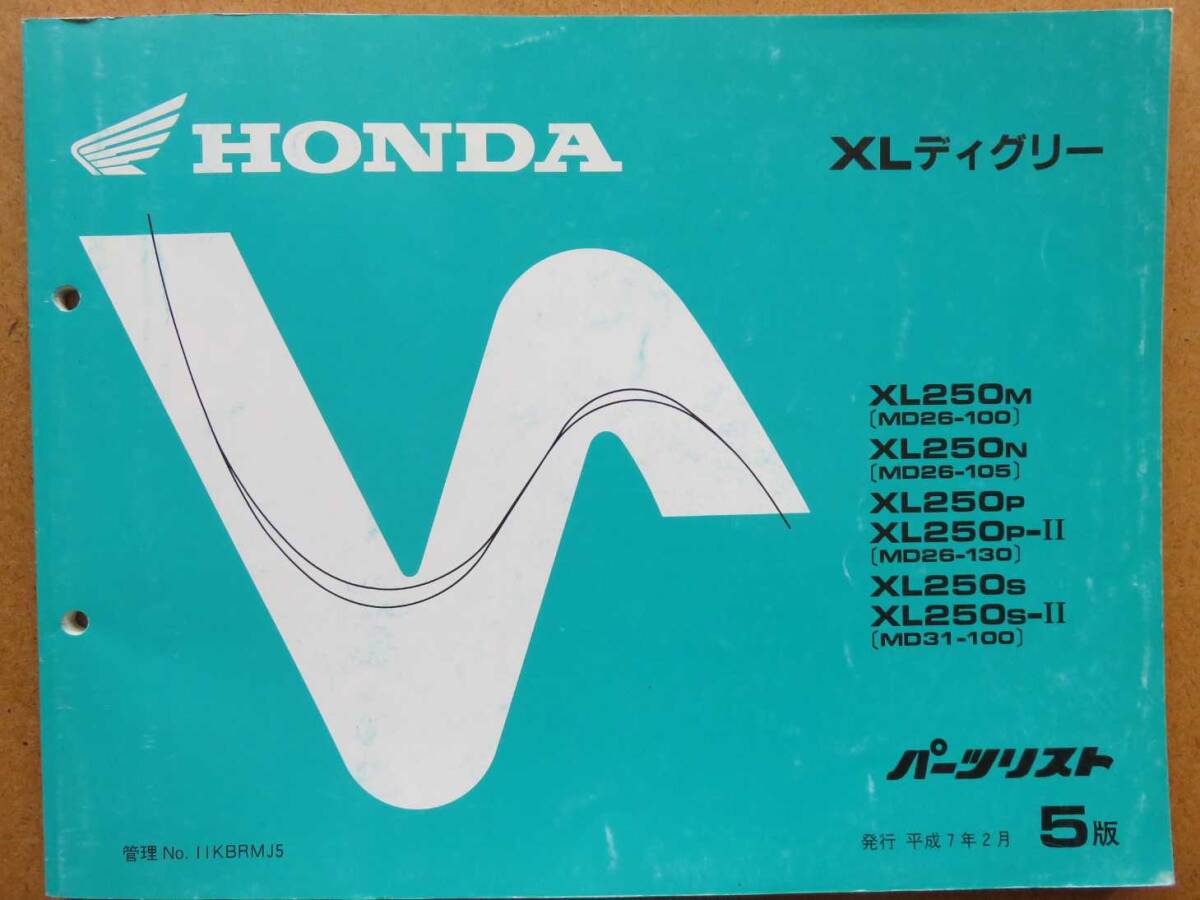 HONDA
XLディグリー
XL250M
〔MD26-100〕
XL250N
〔MD26-105〕
XL250P
XL250P-II
〔MD26-130〕
XL250S
XL250S-II
〔MD31-100〕
パーツリスト
管理 No. 11KBRMJ5
発行 平成7年2月 5版